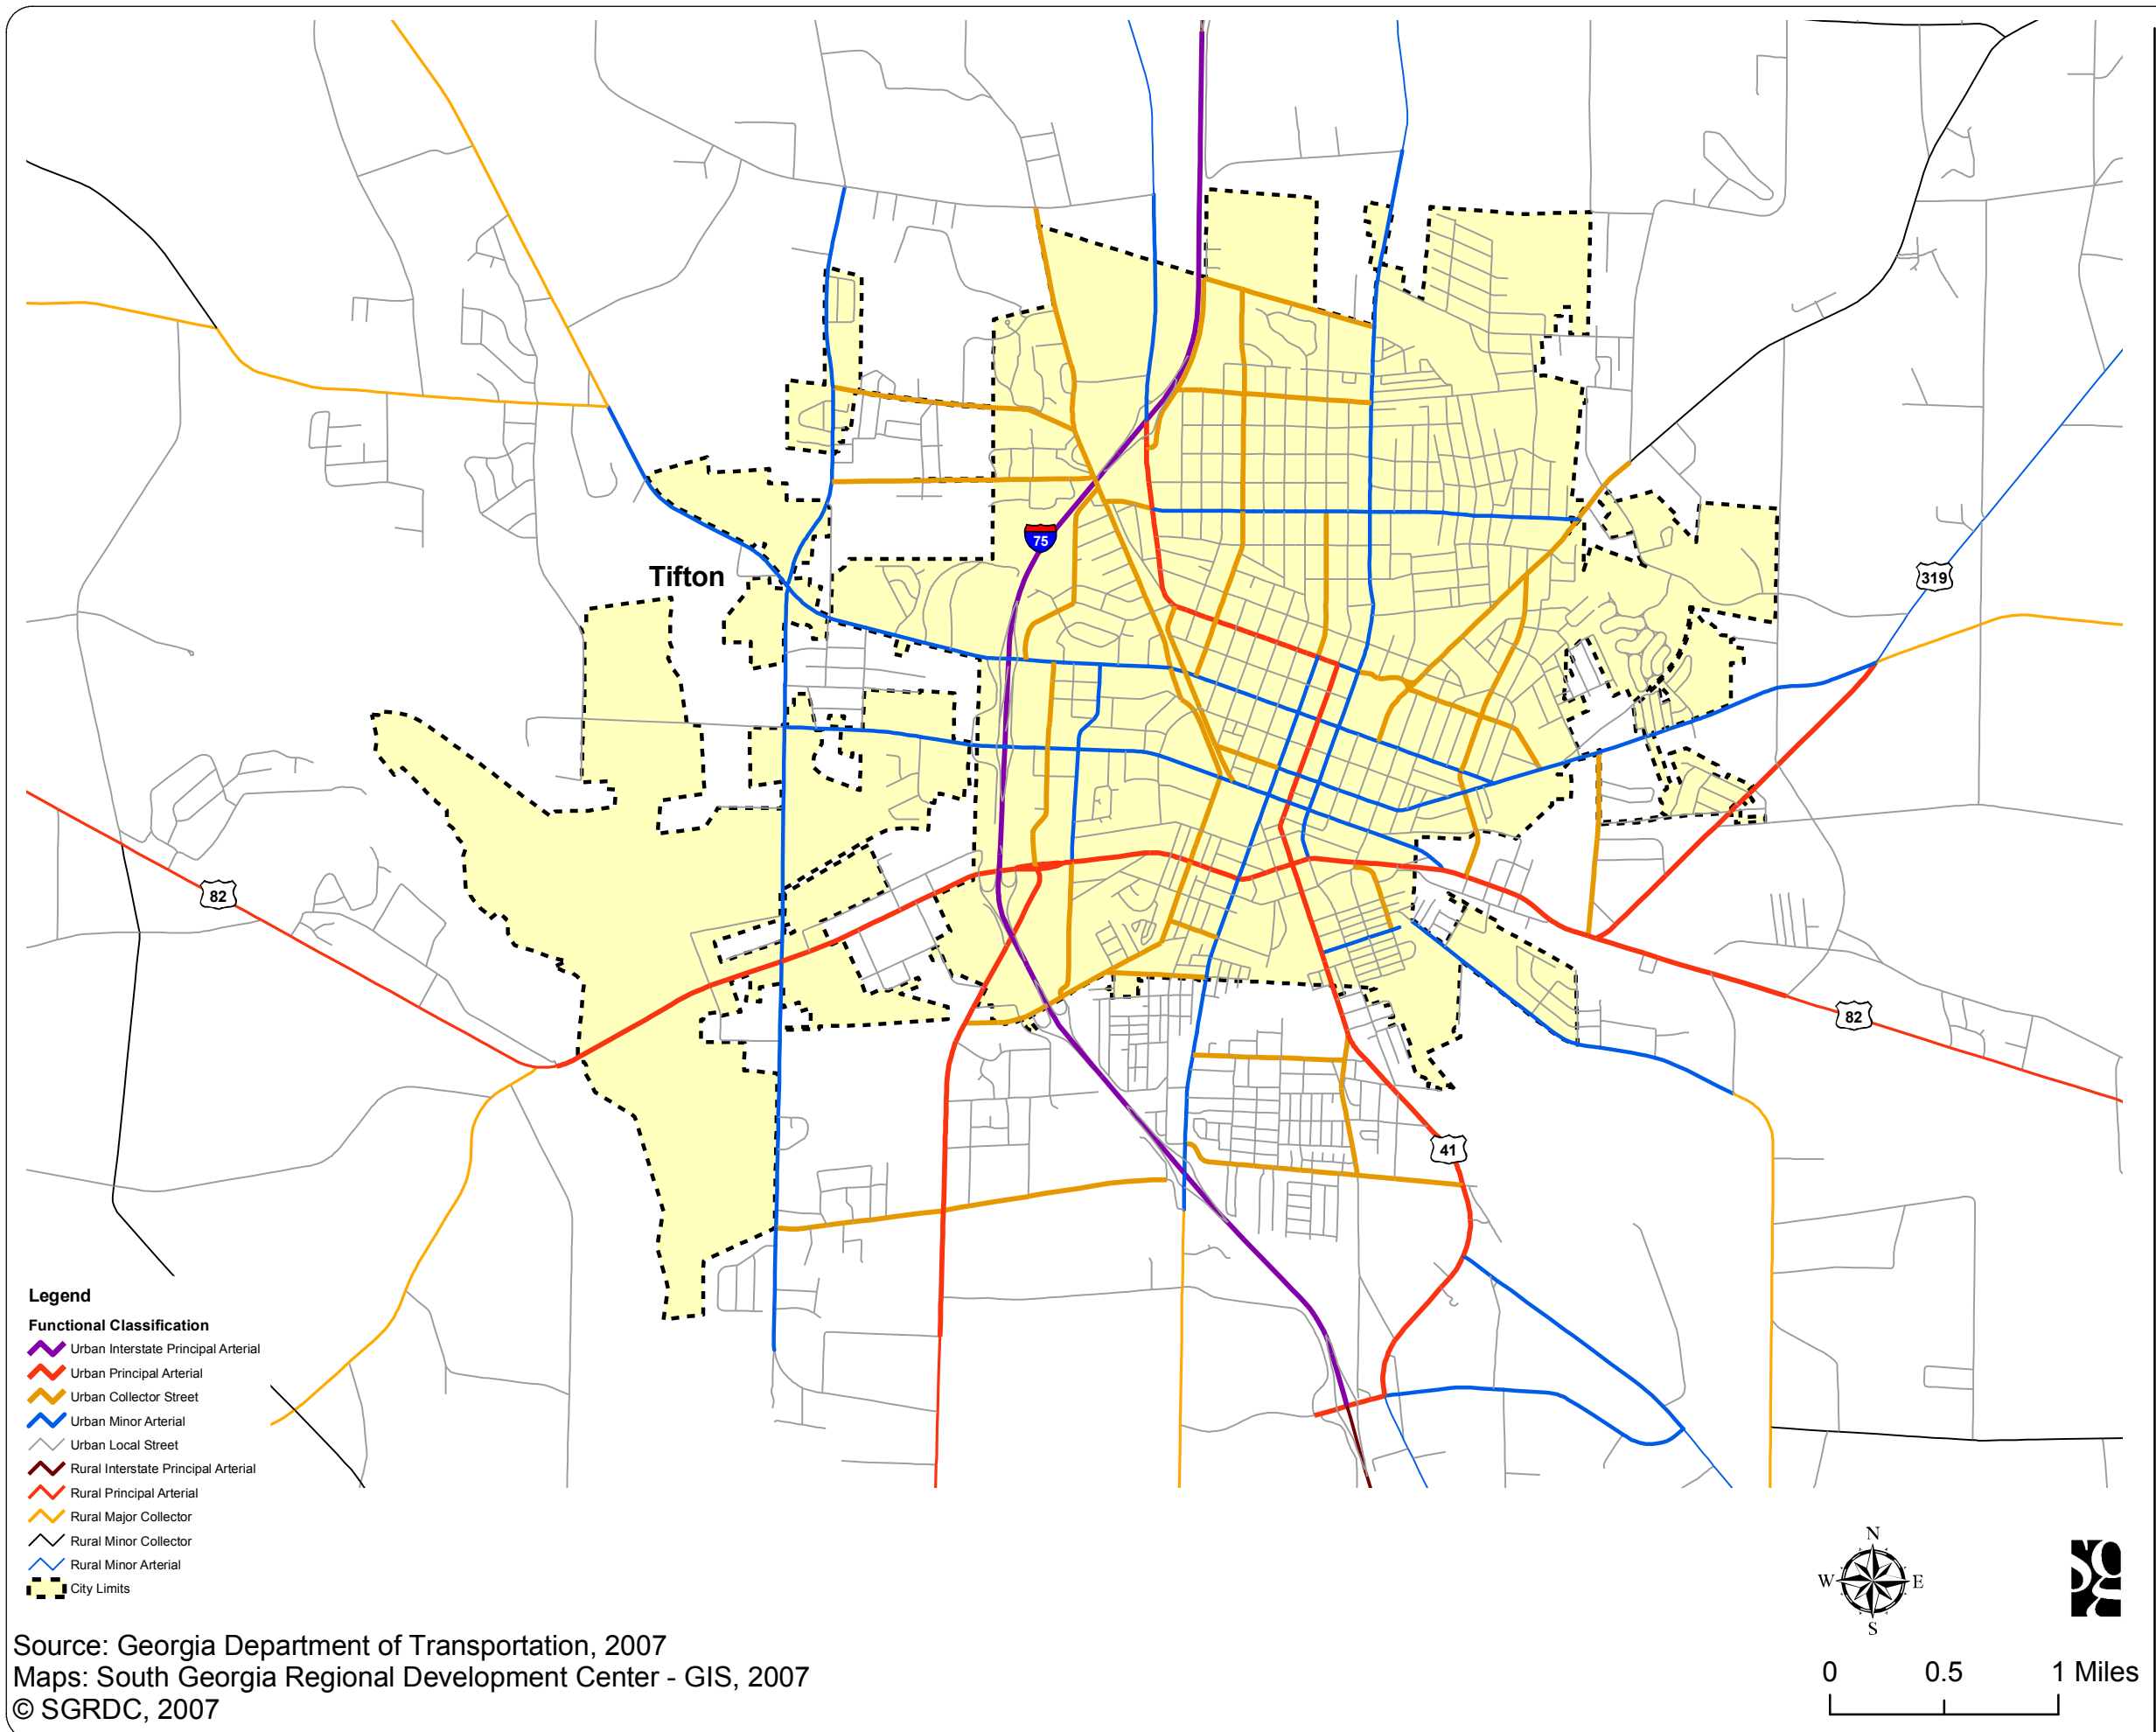 75
Tifton
319
82
82
41
Legend
Functional Classification
Urban Interstate Principal Arterial
Urban Principal Arterial
Urban Collector Street
Urban Minor Arterial
Urban Local Street
Rural Interstate Principal Arterial
Rural Principal Arterial
Rural Major Collector
Rural Minor Collector
Rural Minor Arterial
City Limits
N
W E
S
sg
Source: Georgia Department of Transportation, 2007
Maps: South Georgia Regional Development Center - GIS, 2007
© SGRDC, 2007
0 0.5 1 Miles